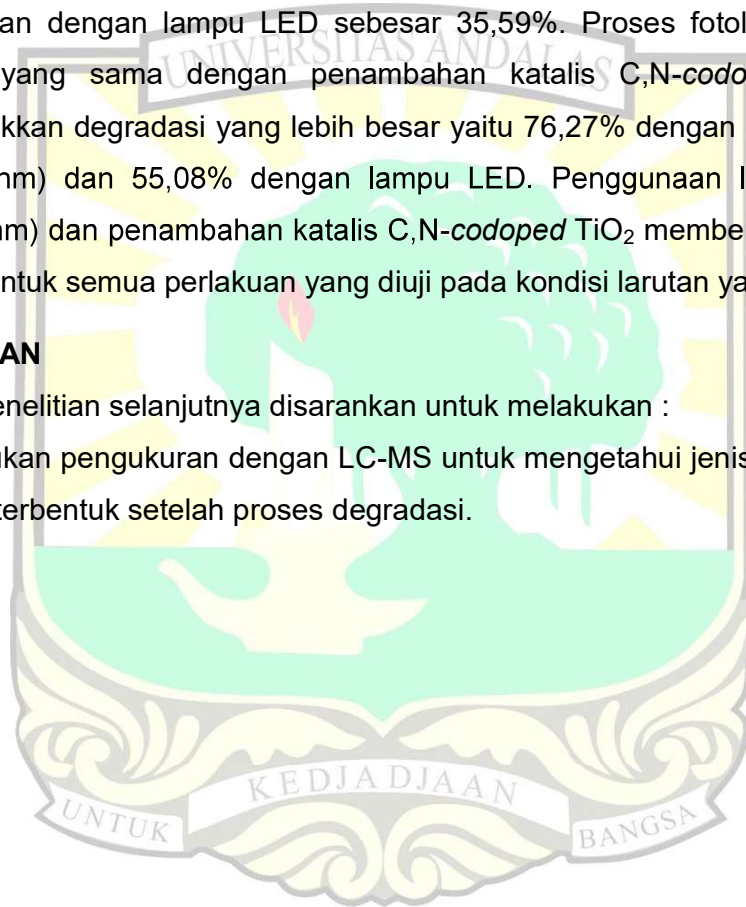 an dengan lampu LED sebesar 35,59%. Proses fotol
UNIVERSITAS ANDALAS
yang sama dengan penambahan katalis C,N-codo
kkan degradasi yang lebih besar yaitu 76,27% dengan
nm) dan 55,08% dengan lampu LED. Penggunaan l
m) dan penambahan katalis C,N-codoped TiO₂ membe
ntuk semua perlakuan yang diuji pada kondisi larutan ya
AN
enelitian selanjutnya disarankan untuk melakukan :
ukan pengukuran dengan LC-MS untuk mengetahui jenis
terbentuk setelah proses degradasi.
UNTUK KEDJADJAAN BANGSA